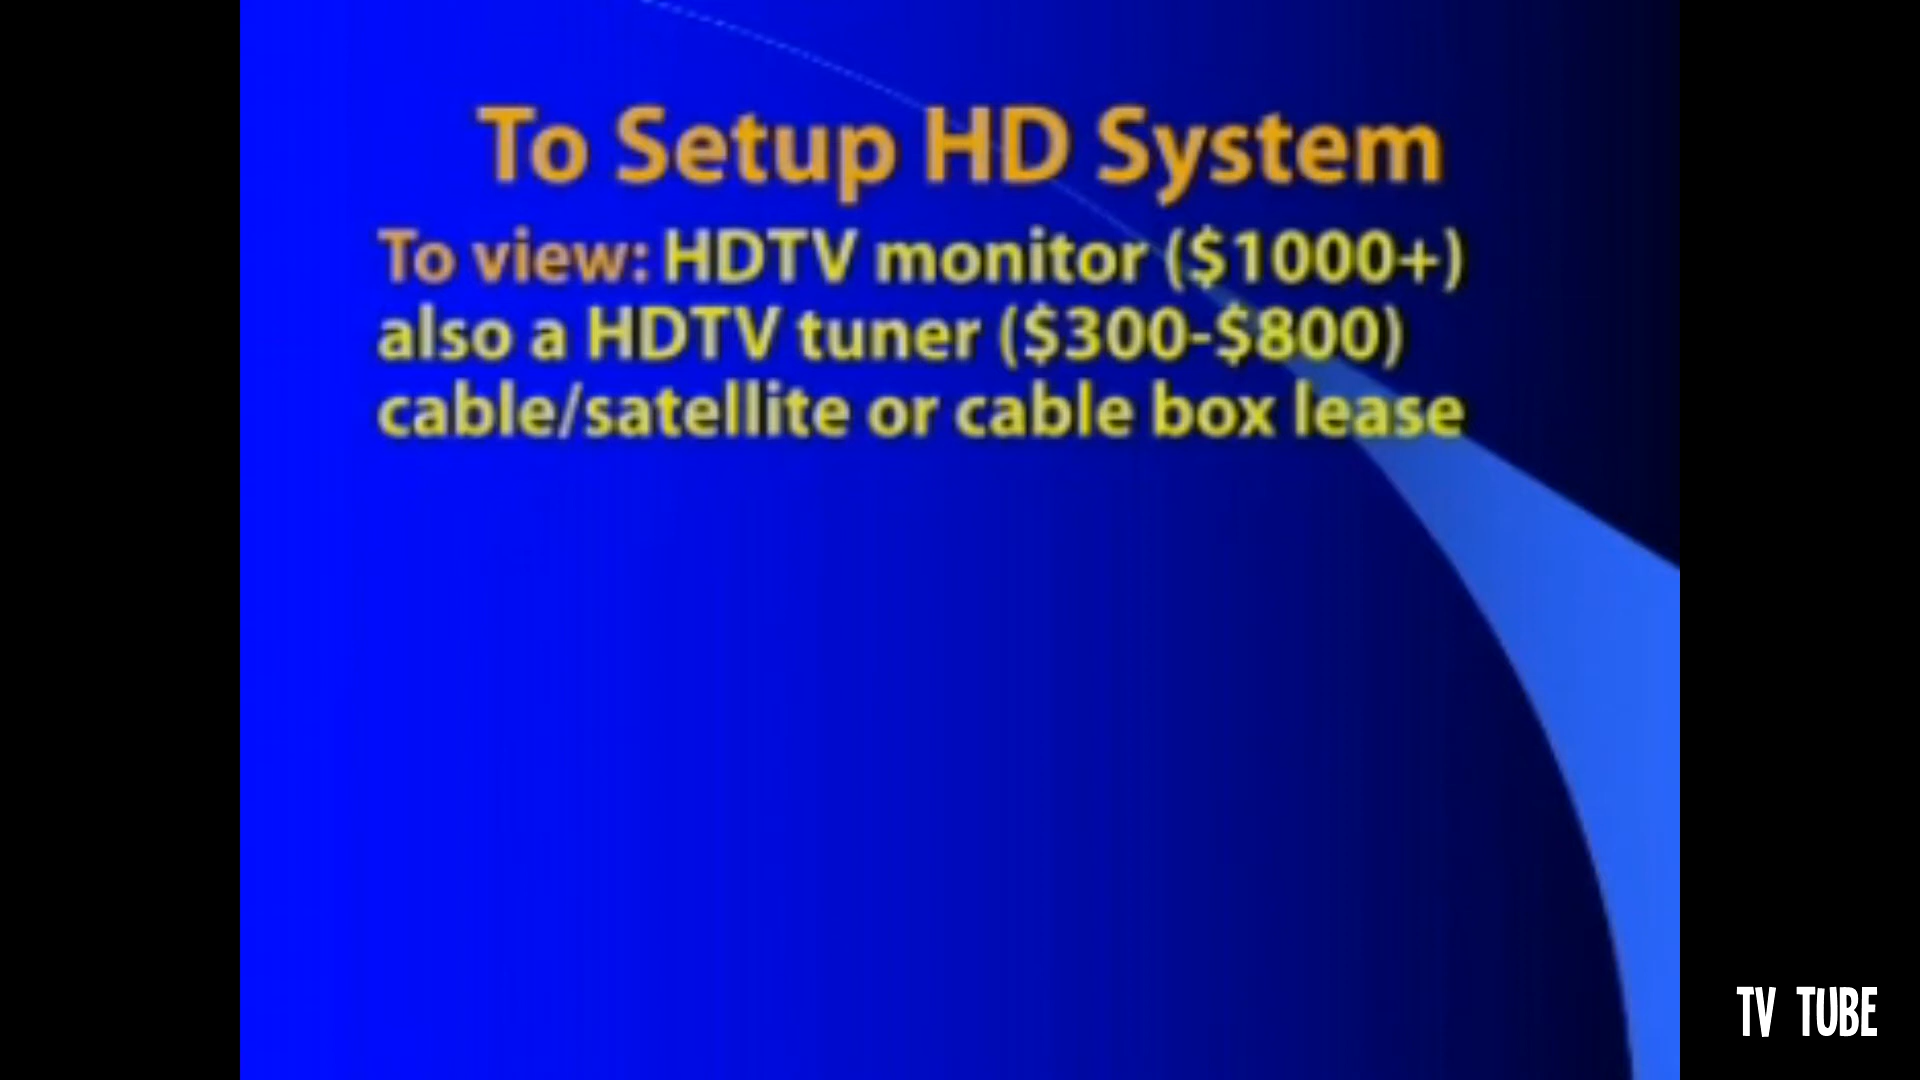 To Setup HD System
To view: HDTV monitor ($1000+)
also a HDTV tuner ($300-$800)
cable/satellite or cable box lease
TV TUBE